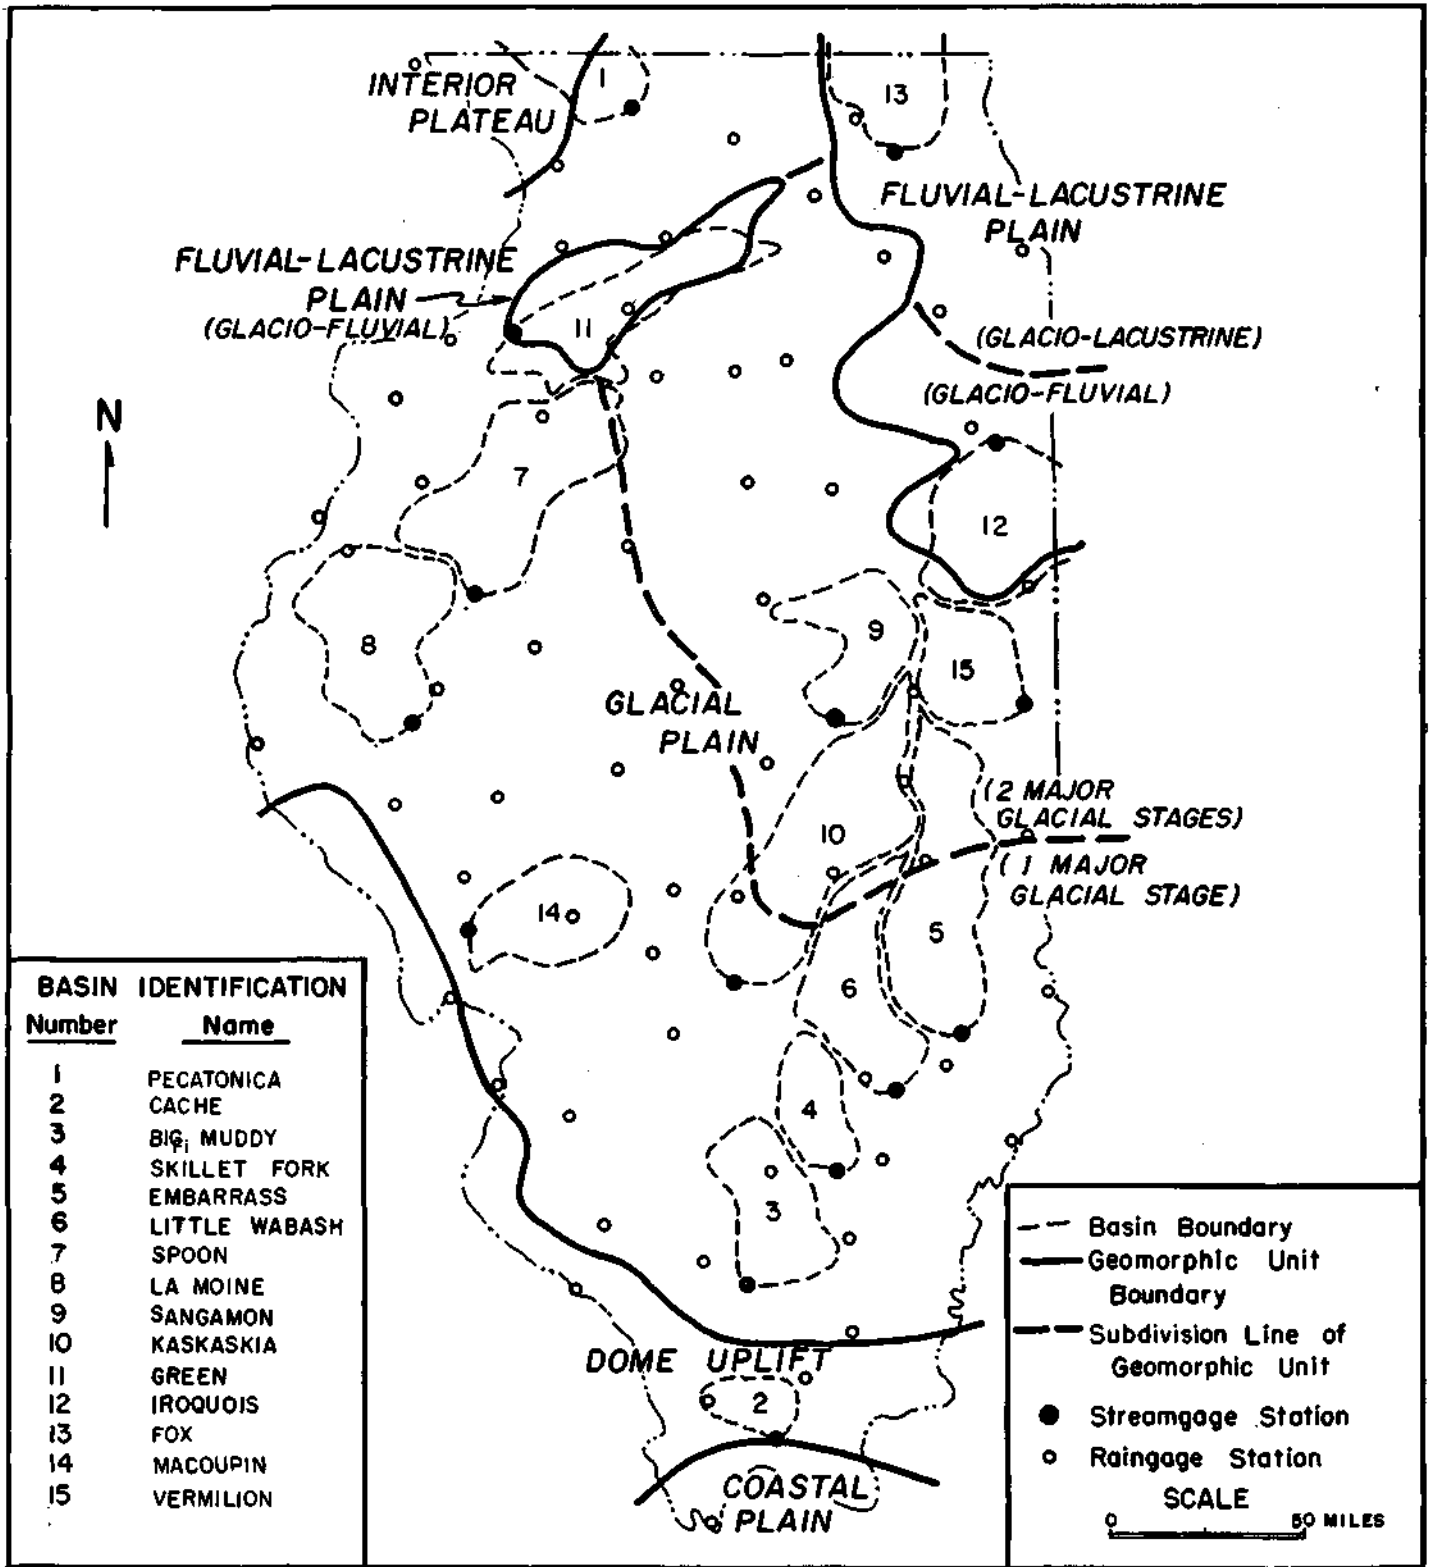 INTERIOR
PLATEAU
1
13
FLUVIAL-LACUSTRINE
PLAIN
FLUVIAL-LACUSTRINE
PLAIN
(GLACIO-FLUVIAL)
11
(GLACIO-LACUSTRINE)
(GLACIO-FLUVIAL)
N
7
12
8
9
15
GLACIAL
PLAIN
(2 MAJOR
GLACIAL STAGES)
10
(1 MAJOR
GLACIAL STAGE)
14
5
6
4
3
DOME UPLIFT
2
COASTAL
PLAIN
BASIN IDENTIFICATION
Number Name
1 PECATONICA
2 CACHE
3 BIG MUDDY
4 SKILLET FORK
5 EMBARRASS
6 LITTLE WABASH
7 SPOON
8 LA MOINE
9 SANGAMON
10 KASKASKIA
11 GREEN
12 IROQUOIS
13 FOX
14 MACOUPIN
15 VERMILION
Basin Boundary
Geomorphic Unit
Boundary
Subdivision Line of
Geomorphic Unit
Streamgage Station
Raingage Station
SCALE
0 50 MILES